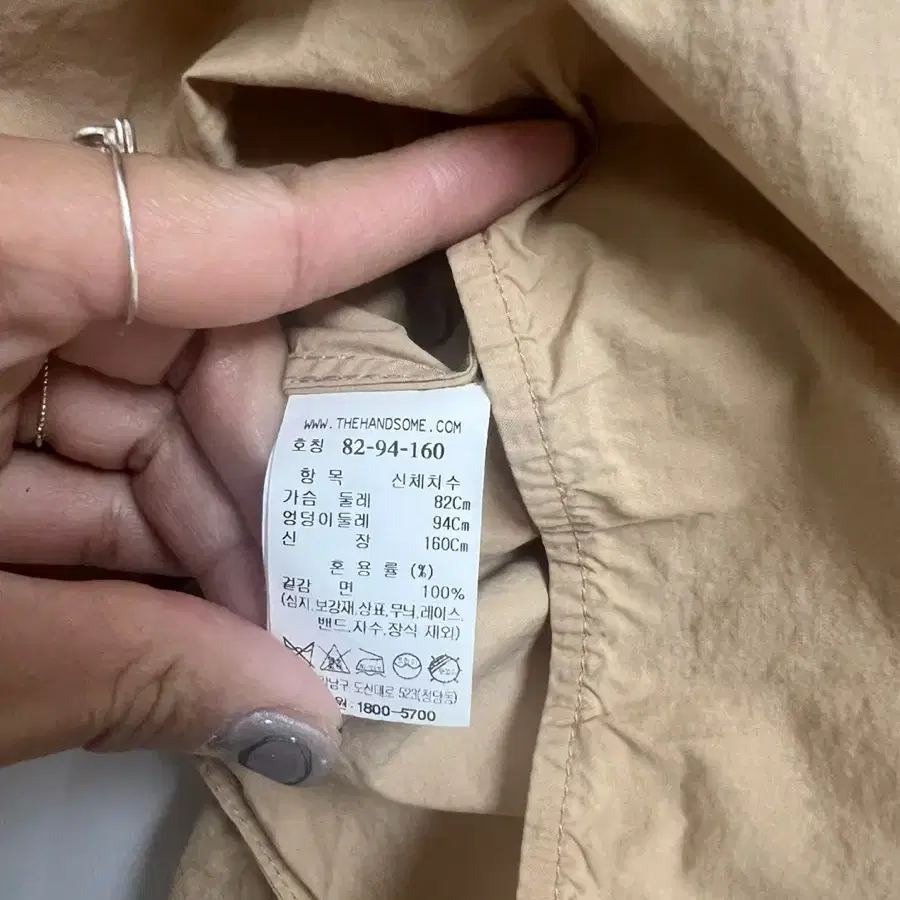 WWW.THEHANDSOME.COM
호칭 82-94-160
항 목 신체치수
가슴 둘레 82Cm
엉덩이둘레 94Cm
신 장 160Cm
혼 용 률 (%)
겉감 면 100%
(심지,보강재,상표,무늬,레이스,
밴드,자수,장식 재외)
도산대로 523(청담동)
1800-5700